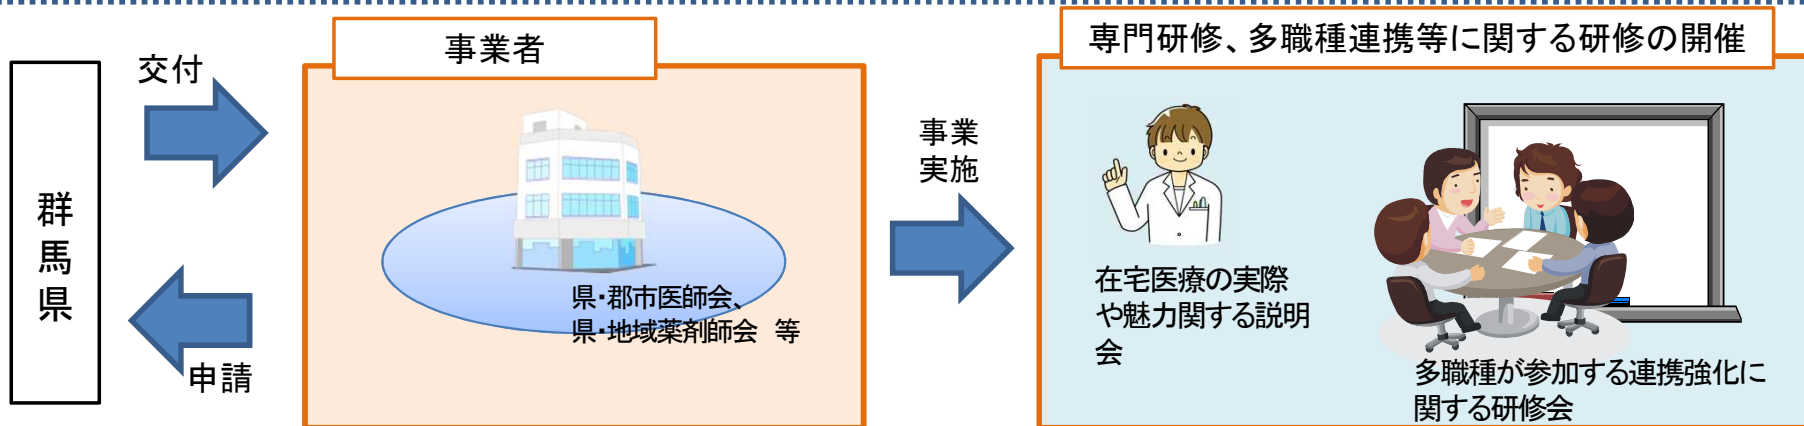 群馬県
交付
申請
事業者
県・郡市医師会、
県・地域薬剤師会　等
事業
実施
専門研修、多職種連携等に関する研修の開催
在宅医療の実際
や魅力関する説明
会
多職種が参加する連携強化に
関する研修会